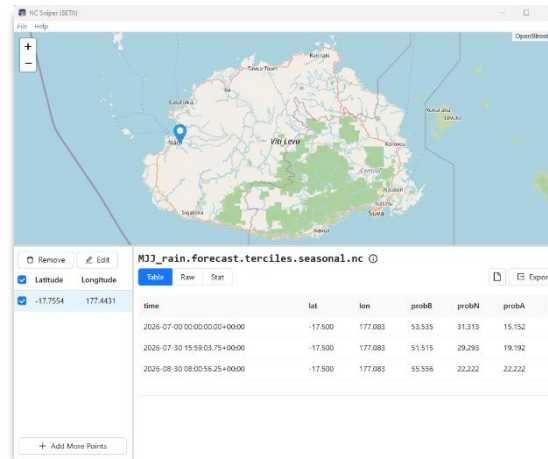 NC Sniper (BETA)
File Help
+
−
OpenStreet
Rakiraki
Tavua Town
Ba
Lautoka
Nadi
Viti Levu
Korovou
Central
Nausori
Nasinu
Suva
Sigatoka
Navua
Levuka
Remove Edit
Latitude Longitude
-17.7554 177.4431
+ Add More Points
MJJ_rain.forecast.terciles.seasonal.nc
Table Raw Stat
Export
time lat lon probB probN probA
2026-07-00 00:00:00.00+00:00 -17.500 177.083 53.535 31.313 15.152
2026-07-30 15:59:03.75+00:00 -17.500 177.083 51.515 29.293 19.192
2026-08-30 08:00:56.25+00:00 -17.500 177.083 55.556 22.222 22.222